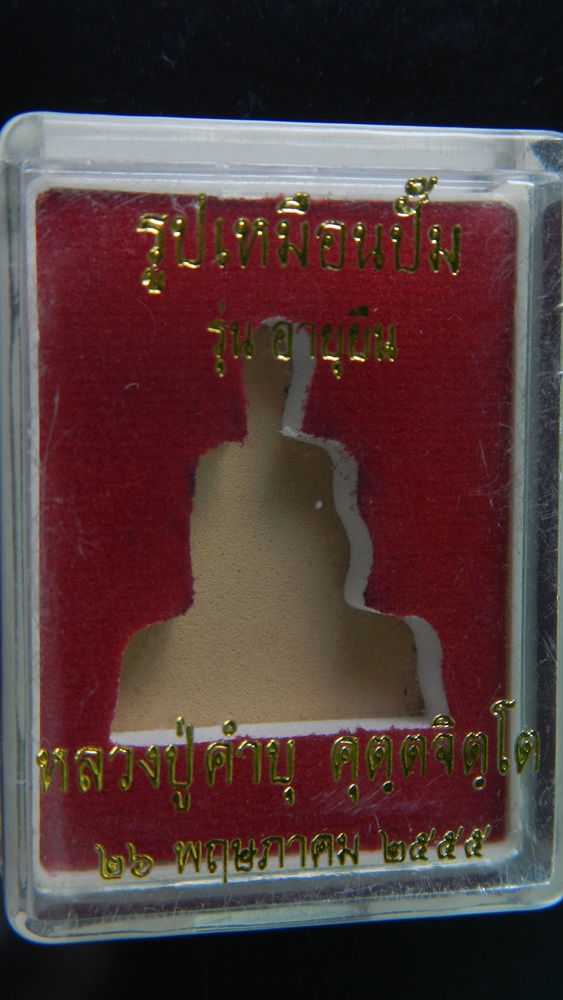 รูปเหมือนปั๊ม
รุ่น อายุยืน
หลวงปู่คำบุ คุตฺตจิตฺโต
๒๖ พฤษภาคม ๒๕๕๕